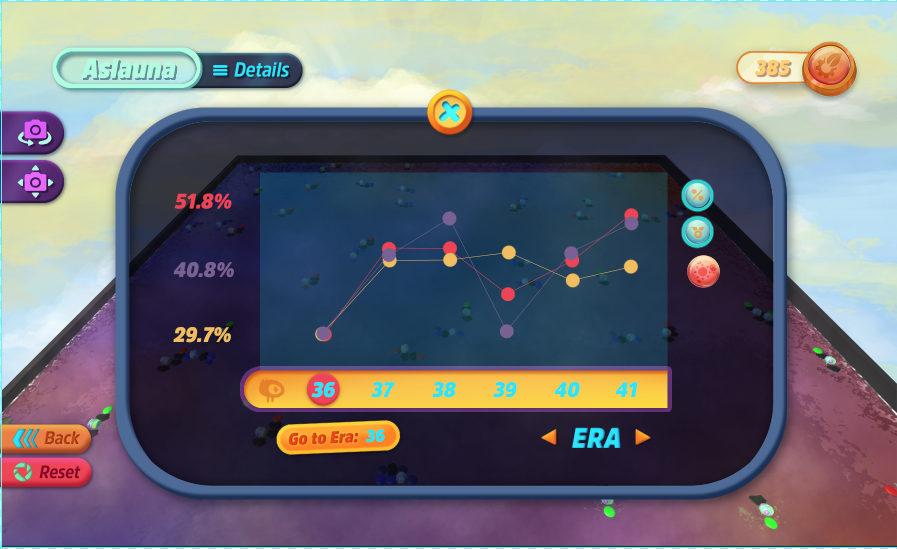 Aslauna
Details
385
51.8%
40.8%
29.7%
36 37 38 39 40 41
Go to Era: 36
ERA
Back
Reset